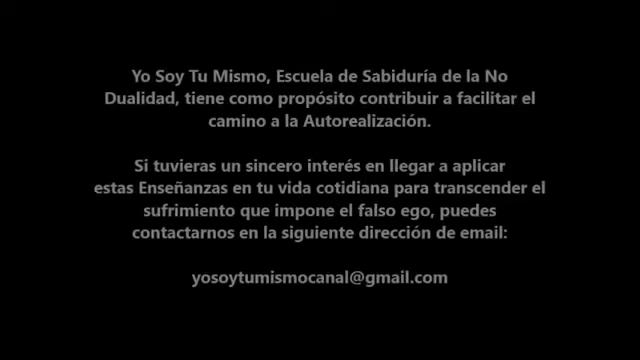 Yo Soy Tu Mismo, Escuela de Sabiduría de la No
Dualidad, tiene como propósito contribuir a facilitar el
camino a la Autorealización.
Si tuvieras un sincero interés en llegar a aplicar
estas Enseñanzas en tu vida cotidiana para transcender el
sufrimiento que impone el falso ego, puedes
contactarnos en la siguiente dirección de email:
yosoytumismocanal@gmail.com